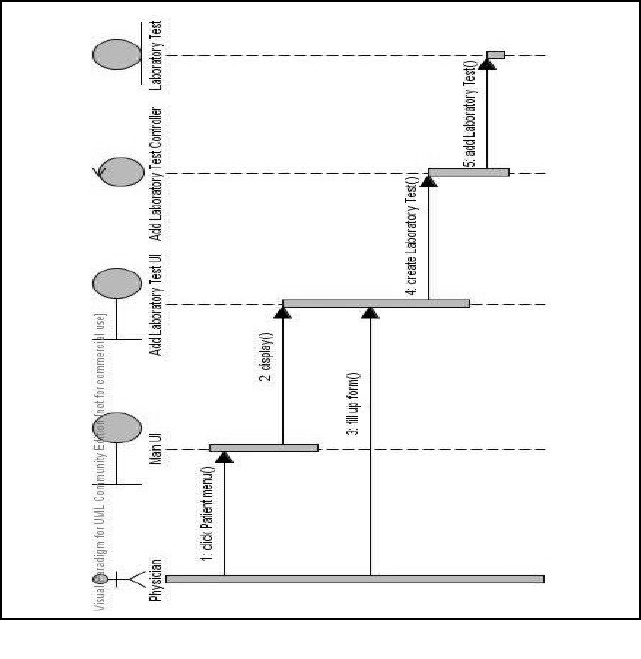 Visual Paradigm for UML Community Edition [not for commercial use]
Physician
Main UI
Add Laboratory Test UI
Add Laboratory Test Controller
Laboratory Test
1: click Patient menu()
2: display()
3: fill up form()
4: create Laboratory Test()
5: add Laboratory Test()